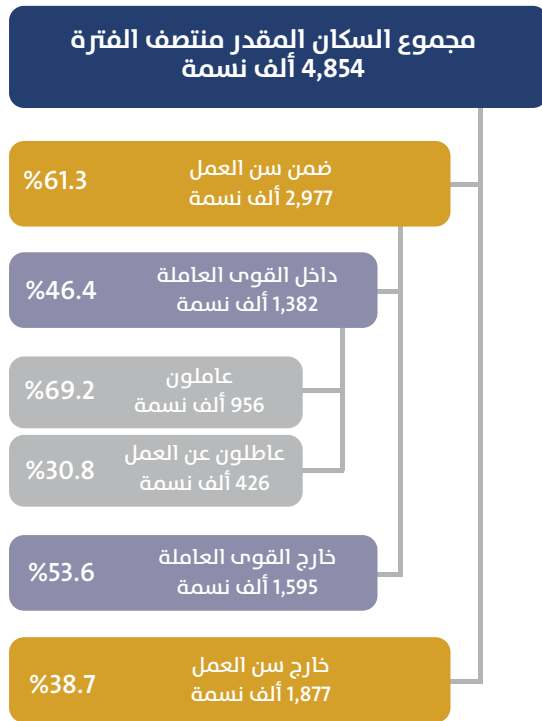 مجموع السكان المقدر منتصف الفترة
4,854 ألف نسمة
ضمن سن العمل
2,977 ألف نسمة
%61.3
داخل القوى العاملة
1,382 ألف نسمة
%46.4
عاملون
956 ألف نسمة
%69.2
عاطلون عن العمل
426 ألف نسمة
%30.8
خارج القوى العاملة
1,595 ألف نسمة
%53.6
خارج سن العمل
1,877 ألف نسمة
%38.7